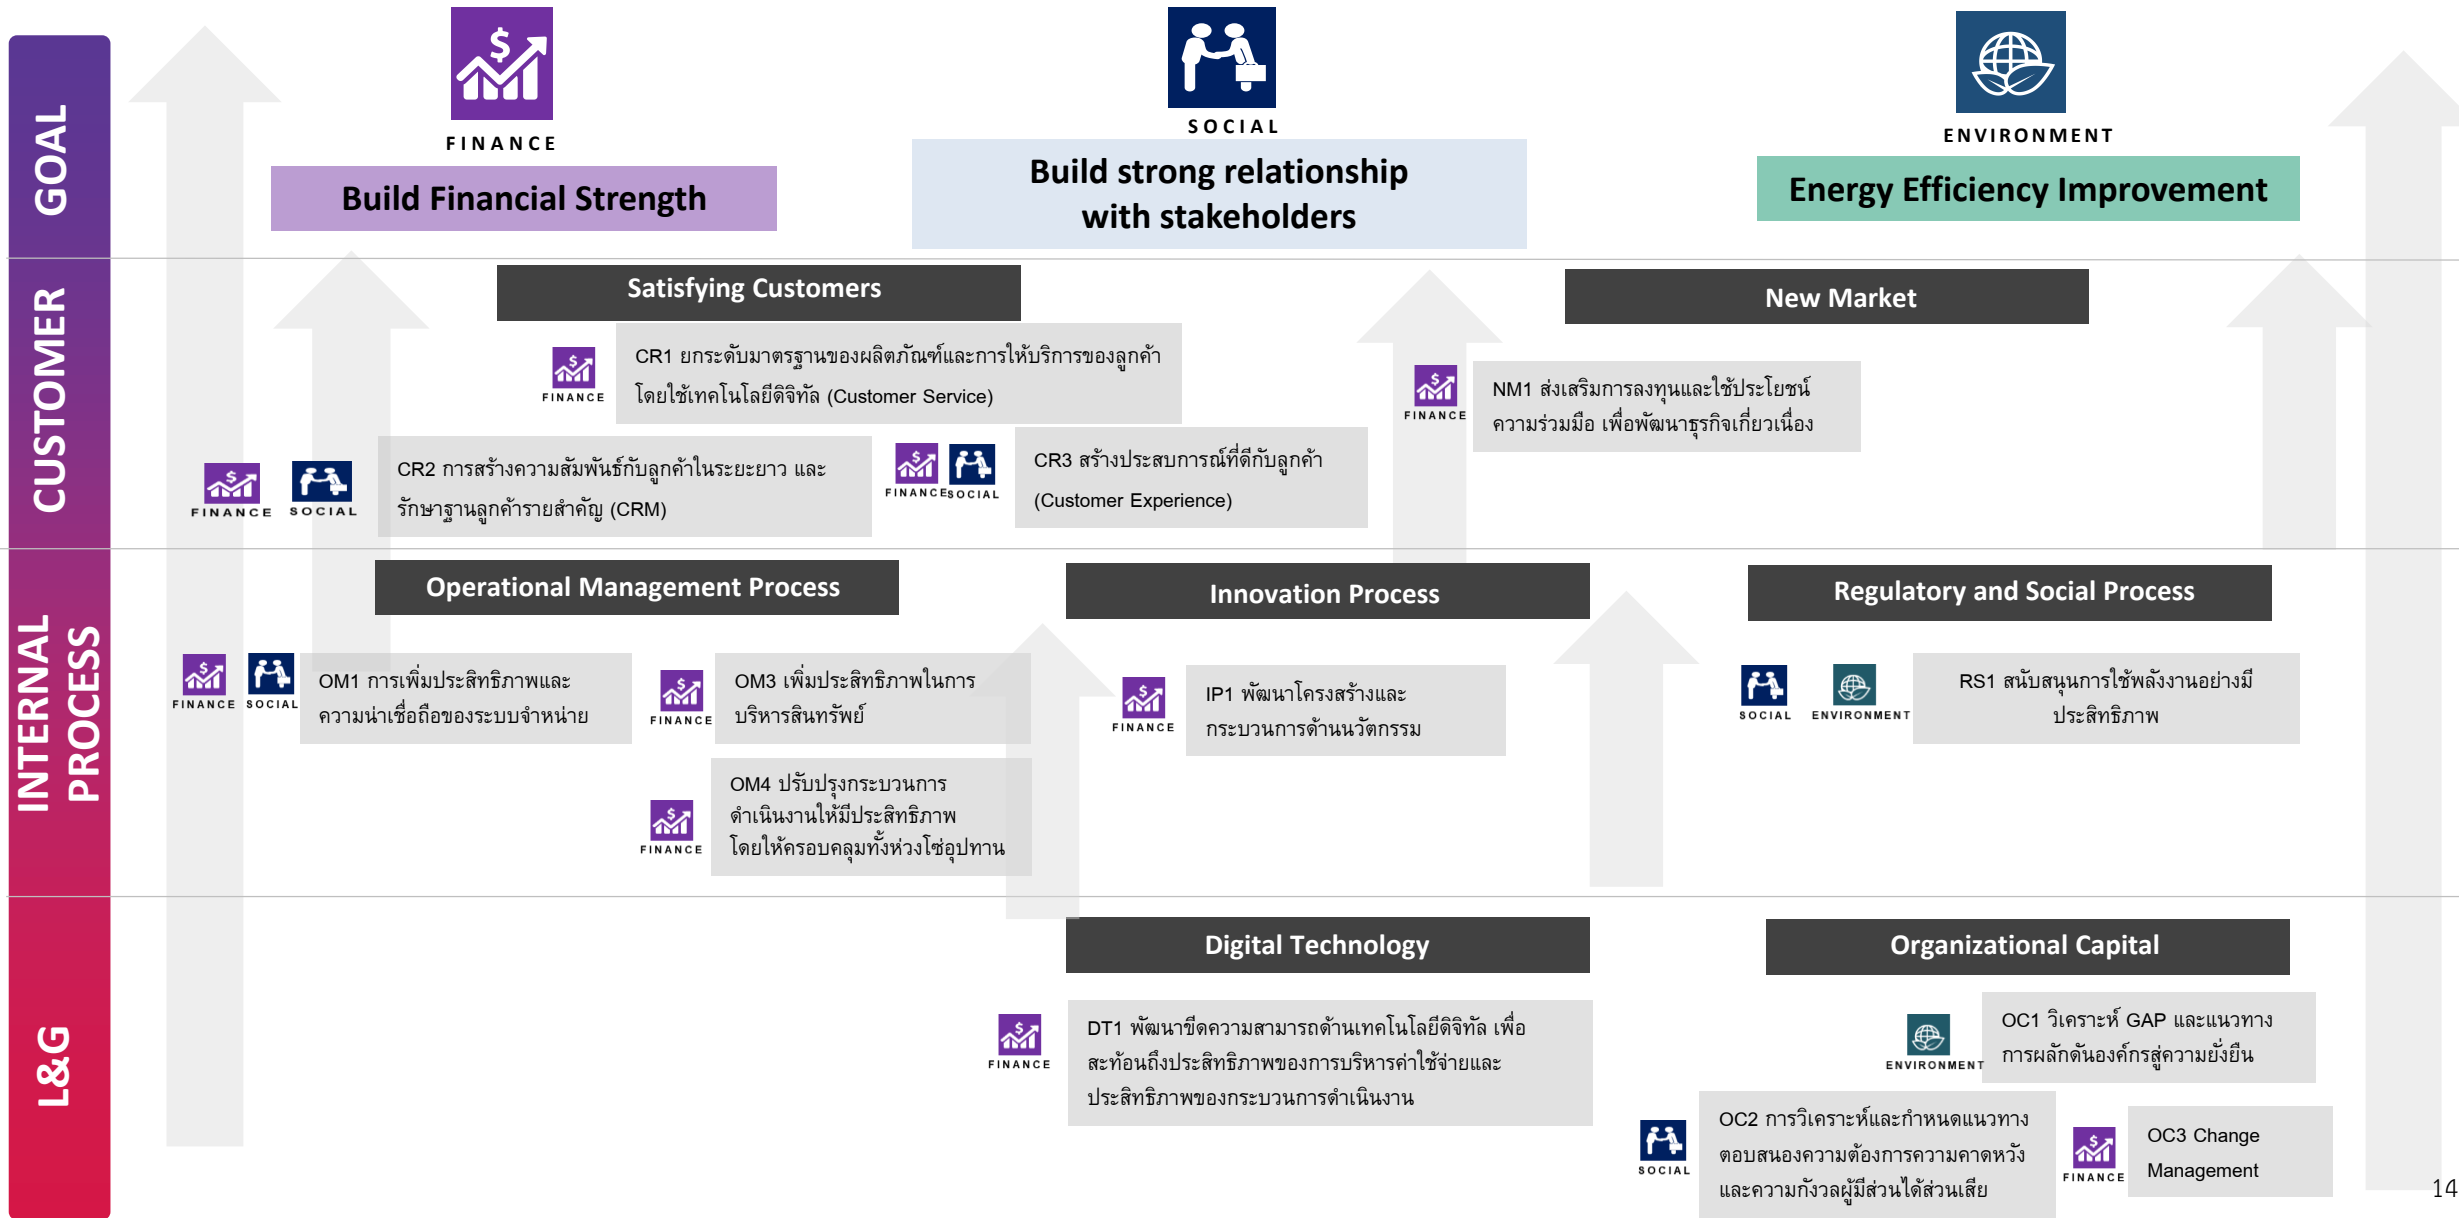 GOAL
FINANCE
Build Financial Strength
SOCIAL
Build strong relationship
with stakeholders
ENVIRONMENT
Energy Efficiency Improvement
CUSTOMER
Satisfying Customers
FINANCE
CR1 ยกระดับมาตรฐานของผลิตภัณฑ์และการให้บริการของลูกค้า
โดยใช้เทคโนโลยีดิจิทัล (Customer Service)
FINANCE
SOCIAL
CR2 การสร้างความสัมพันธ์กับลูกค้าในระยะยาว และ
รักษาฐานลูกค้ารายสำคัญ (CRM)
FINANCE
SOCIAL
CR3 สร้างประสบการณ์ที่ดีกับลูกค้า
(Customer Experience)
New Market
FINANCE
NM1 ส่งเสริมการลงทุนและใช้ประโยชน์
ความร่วมมือ เพื่อพัฒนาธุรกิจเกี่ยวเนื่อง
INTERNAL
PROCESS
Operational Management Process
FINANCE
SOCIAL
OM1 การเพิ่มประสิทธิภาพและ
ความน่าเชื่อถือของระบบจำหน่าย
FINANCE
OM3 เพิ่มประสิทธิภาพในการ
บริหารสินทรัพย์
FINANCE
OM4 ปรับปรุงกระบวนการ
ดำเนินงานให้มีประสิทธิภาพ
โดยให้ครอบคลุมทั้งห่วงโซ่อุปทาน
Innovation Process
FINANCE
IP1 พัฒนาโครงสร้างและ
กระบวนการด้านนวัตกรรม
Regulatory and Social Process
SOCIAL
ENVIRONMENT
RS1 สนับสนุนการใช้พลังงานอย่างมี
ประสิทธิภาพ
L&G
Digital Technology
FINANCE
DT1 พัฒนาขีดความสามารถด้านเทคโนโลยีดิจิทัล เพื่อ
สะท้อนถึงประสิทธิภาพของการบริหารค่าใช้จ่ายและ
ประสิทธิภาพของกระบวนการดำเนินงาน
Organizational Capital
ENVIRONMENT
OC1 วิเคราะห์ GAP และแนวทาง
การผลักดันองค์กรสู่ความยั่งยืน
SOCIAL
OC2 การวิเคราะห์และกำหนดแนวทาง
ตอบสนองความต้องการความคาดหวัง
และความกังวลผู้มีส่วนได้ส่วนเสีย
FINANCE
OC3 Change
Management
14